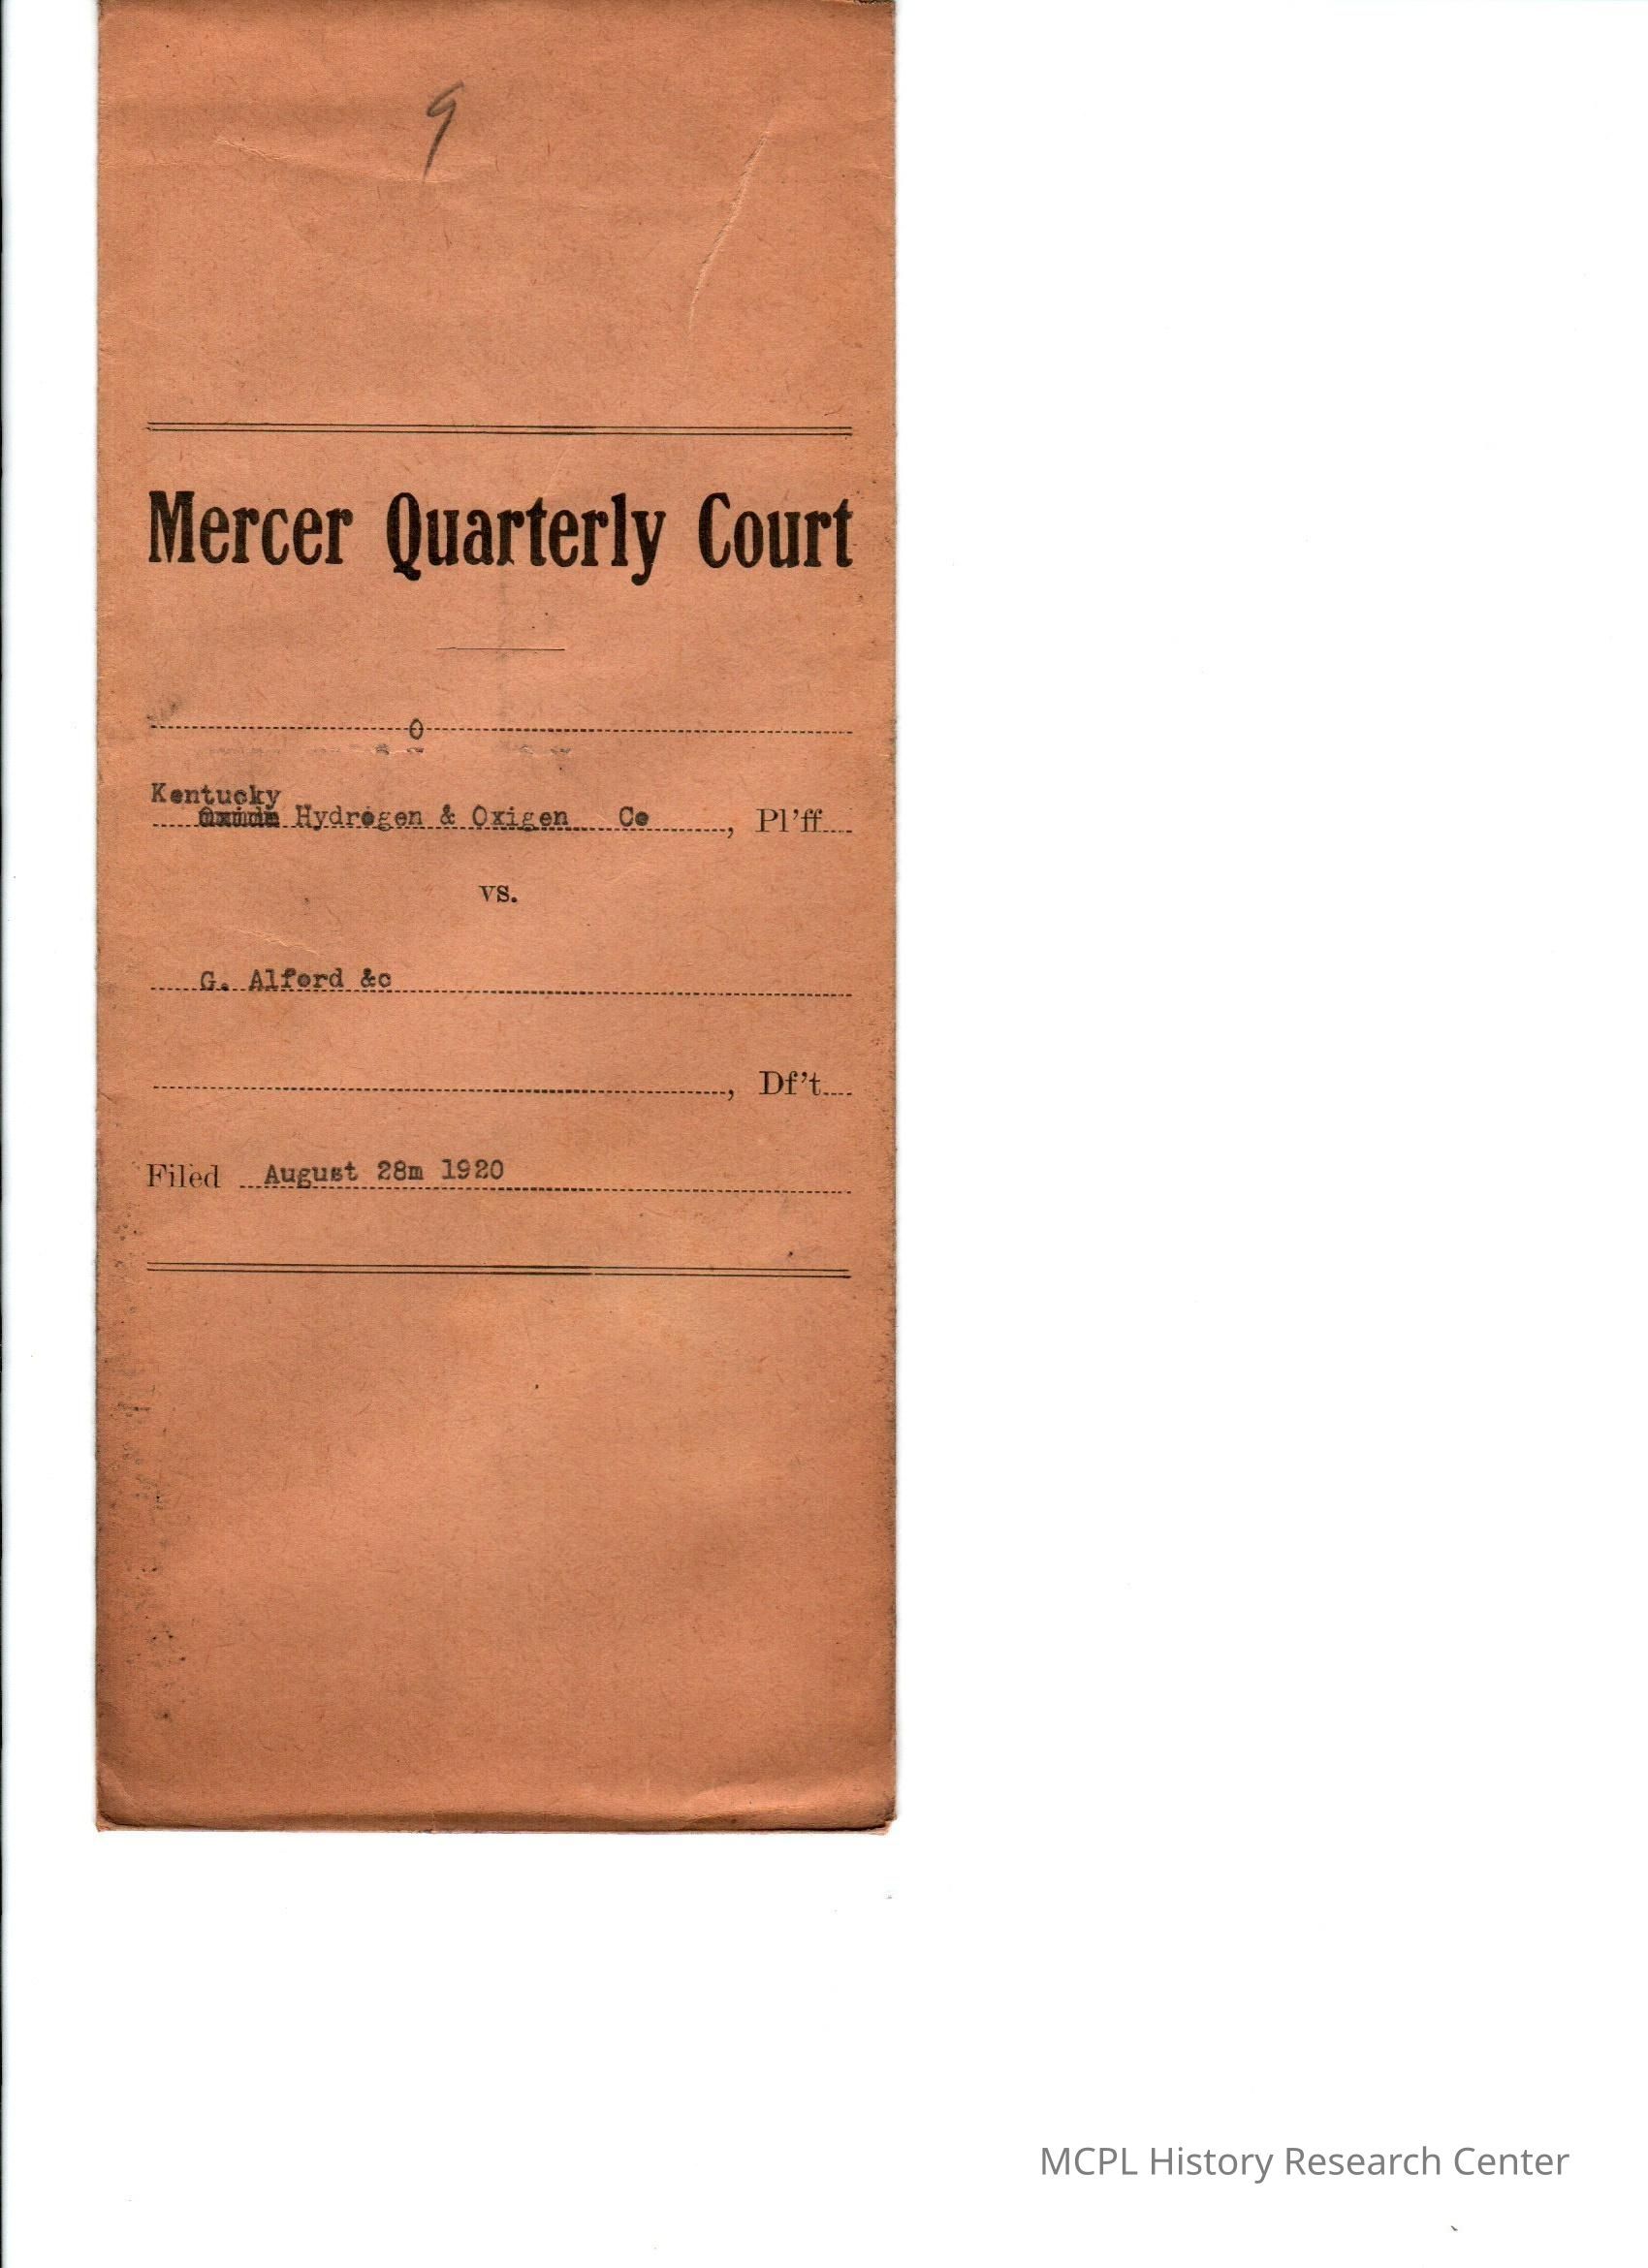 9
Mercer Quarterly Court
O
Kentucky
Hydrogen & Oxigen Co, Pl'ff
vs.
G. Alford &c
, Df't
Filed August 28m 1920
MCPL History Research Center